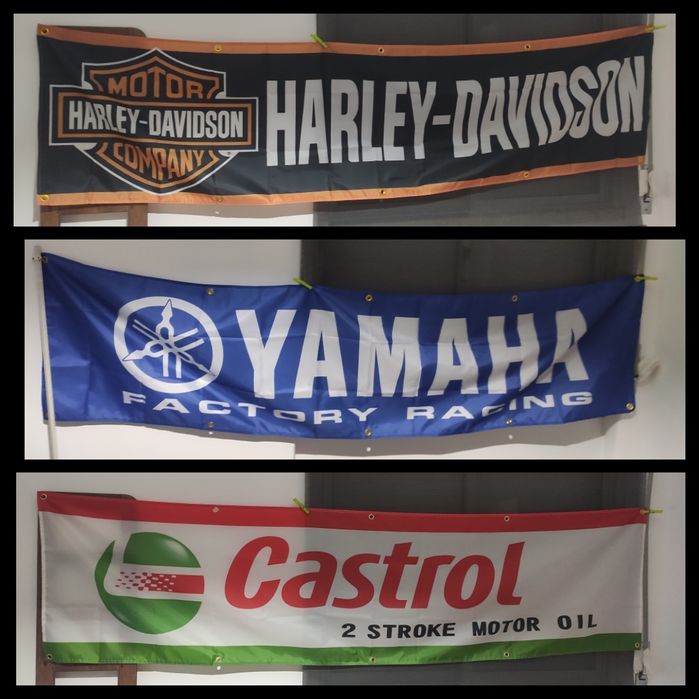 MOTOR
HARLEY-DAVIDSON
COMPANY
HARLEY-DAVIDSON
YAMAHA
FACTORY RACING
Castrol
2 STROKE MOTOR OIL